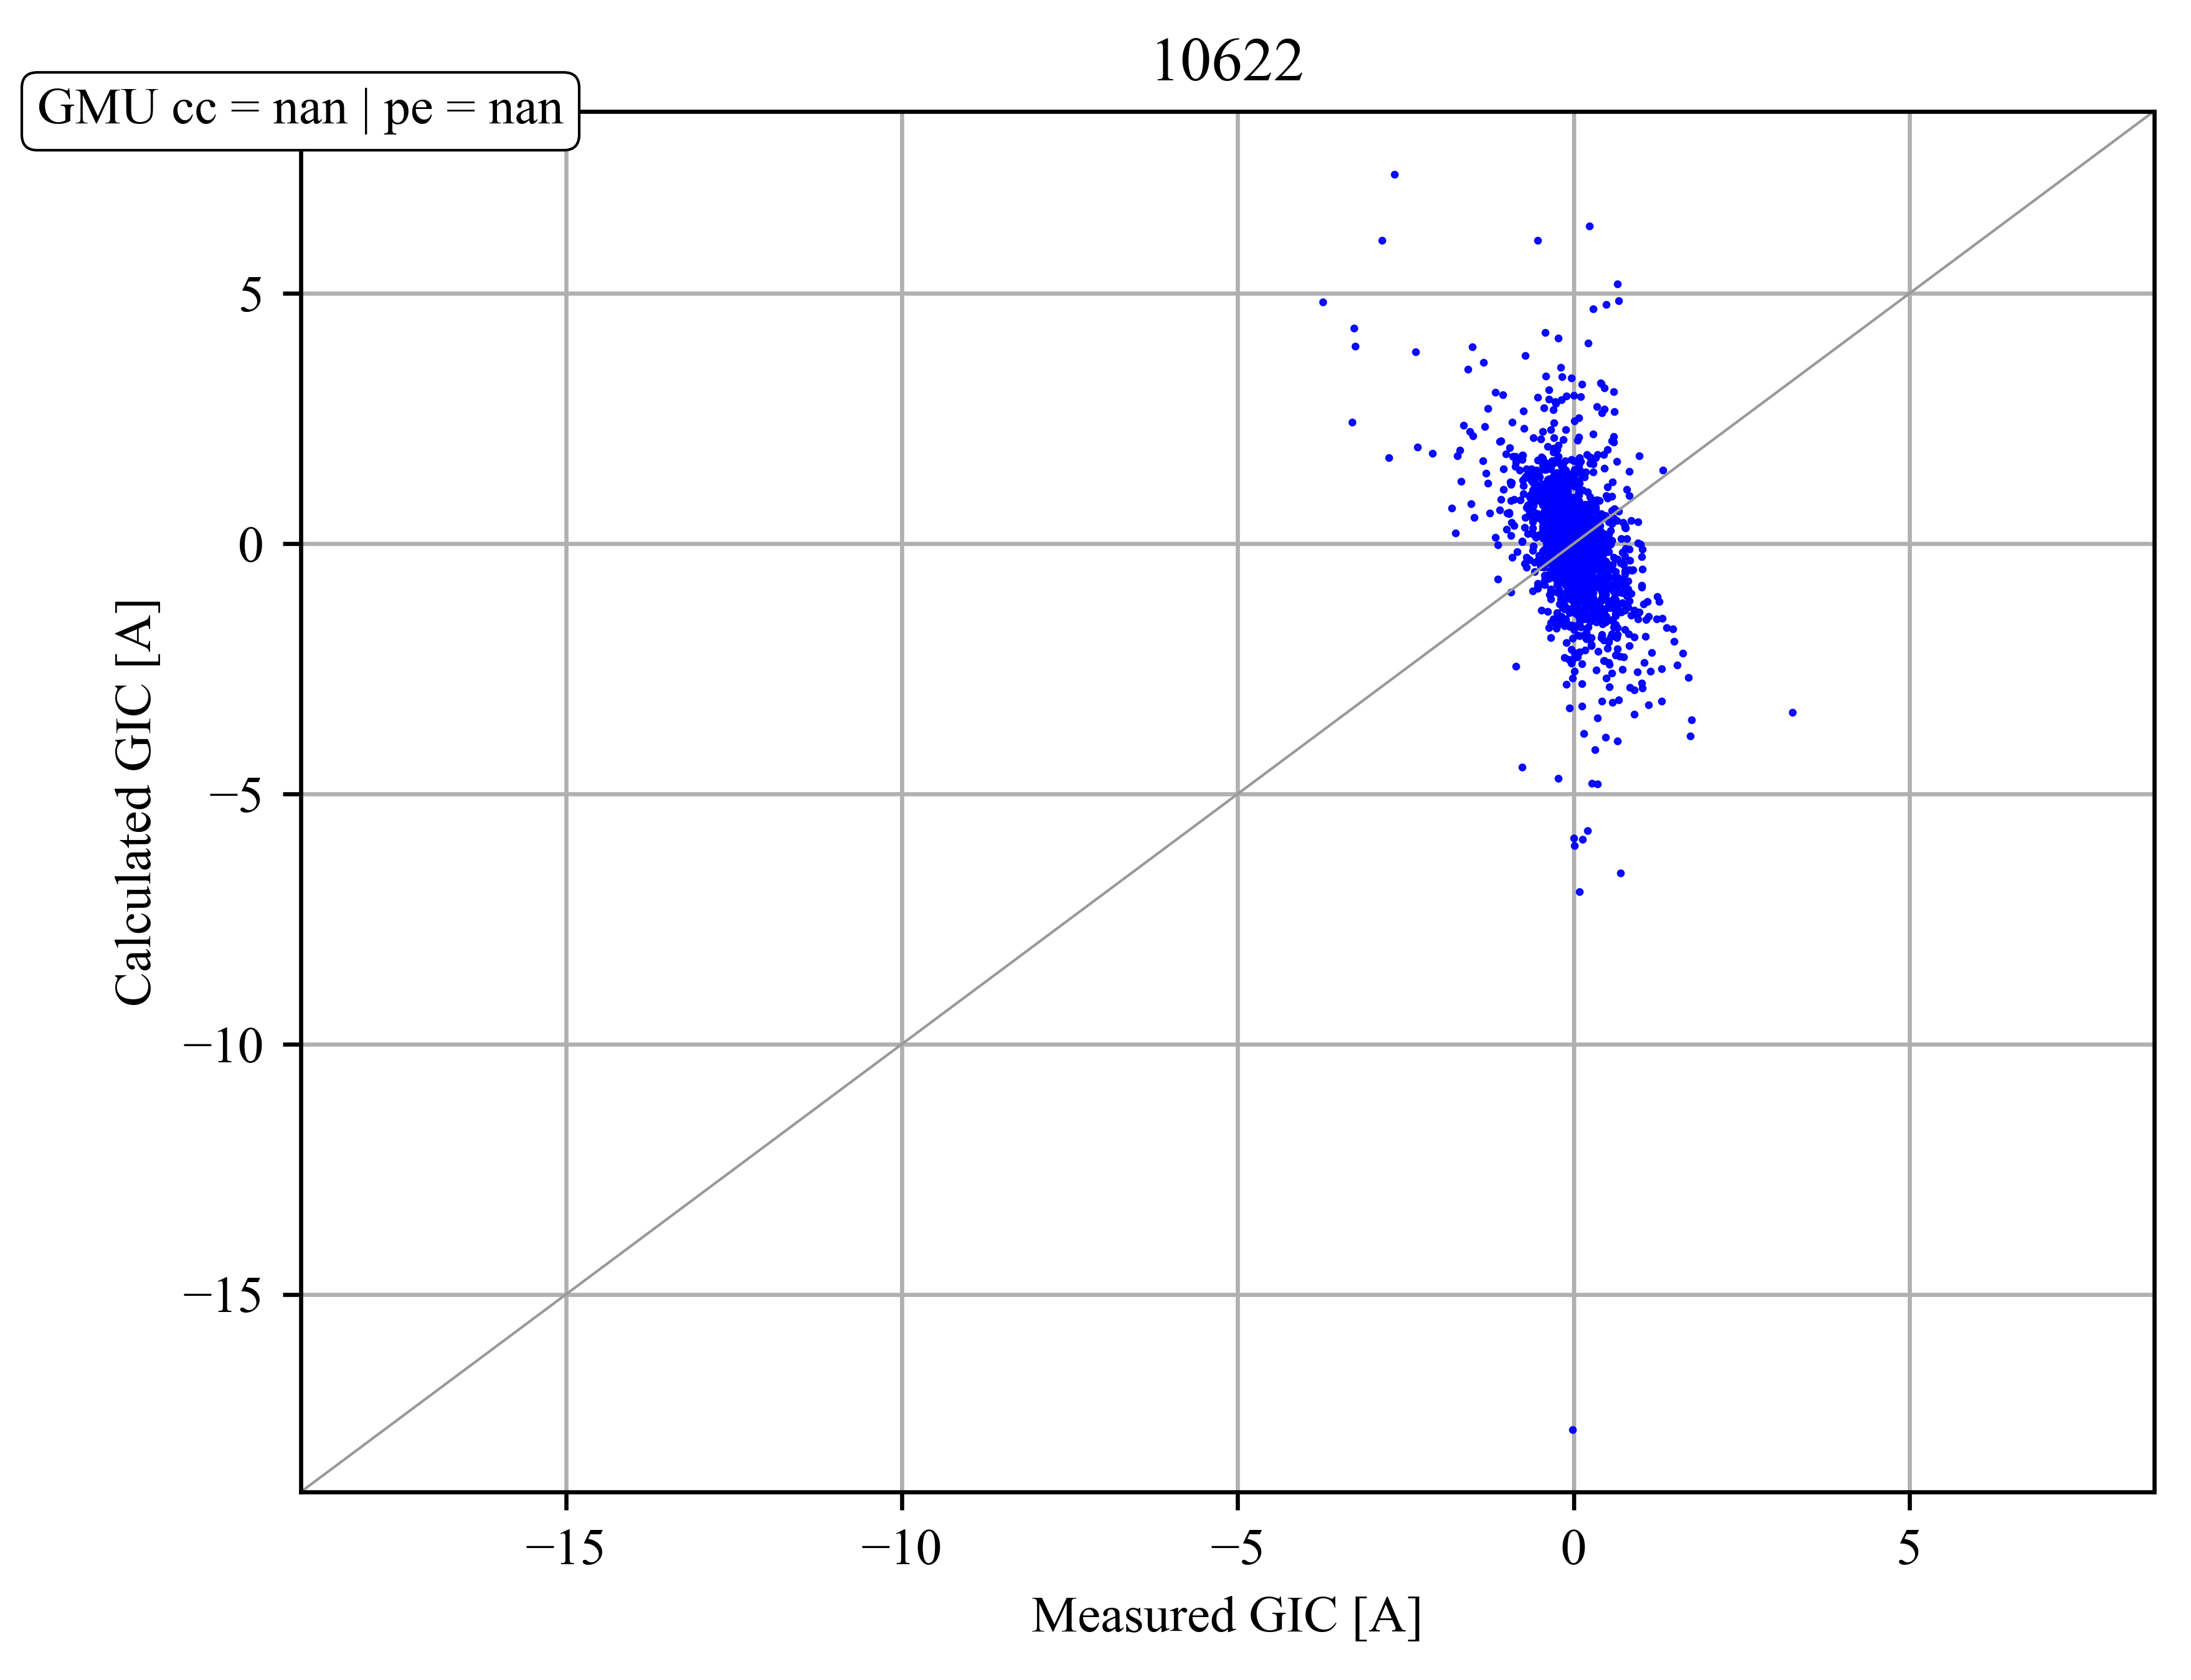 10622
GMU cc = nan | pe = nan
5
0
−5
−10
−15
Calculated GIC [A]
−15 −10 −5 0 5
Measured GIC [A]